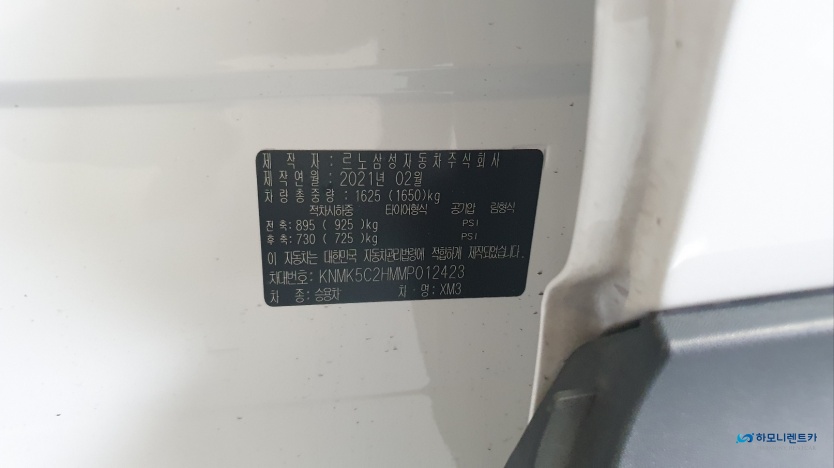 제 작 자 : 르노삼성자동차주식회사
제작연월 : 2021년 02월
차량총중량 : 1625 (1650)kg
적차시하중 타이어형식 공기압 림형식
전 축: 895 ( 925 )kg PSI
후 축: 730 ( 725 )kg PSI
이 자동차는 대한민국 자동차관리법령에 적합하게 제작되었습니다.
차대번호: KNMK5C2HMMP012423
차 종: 승용차 차 명: XM3
하모니렌트카